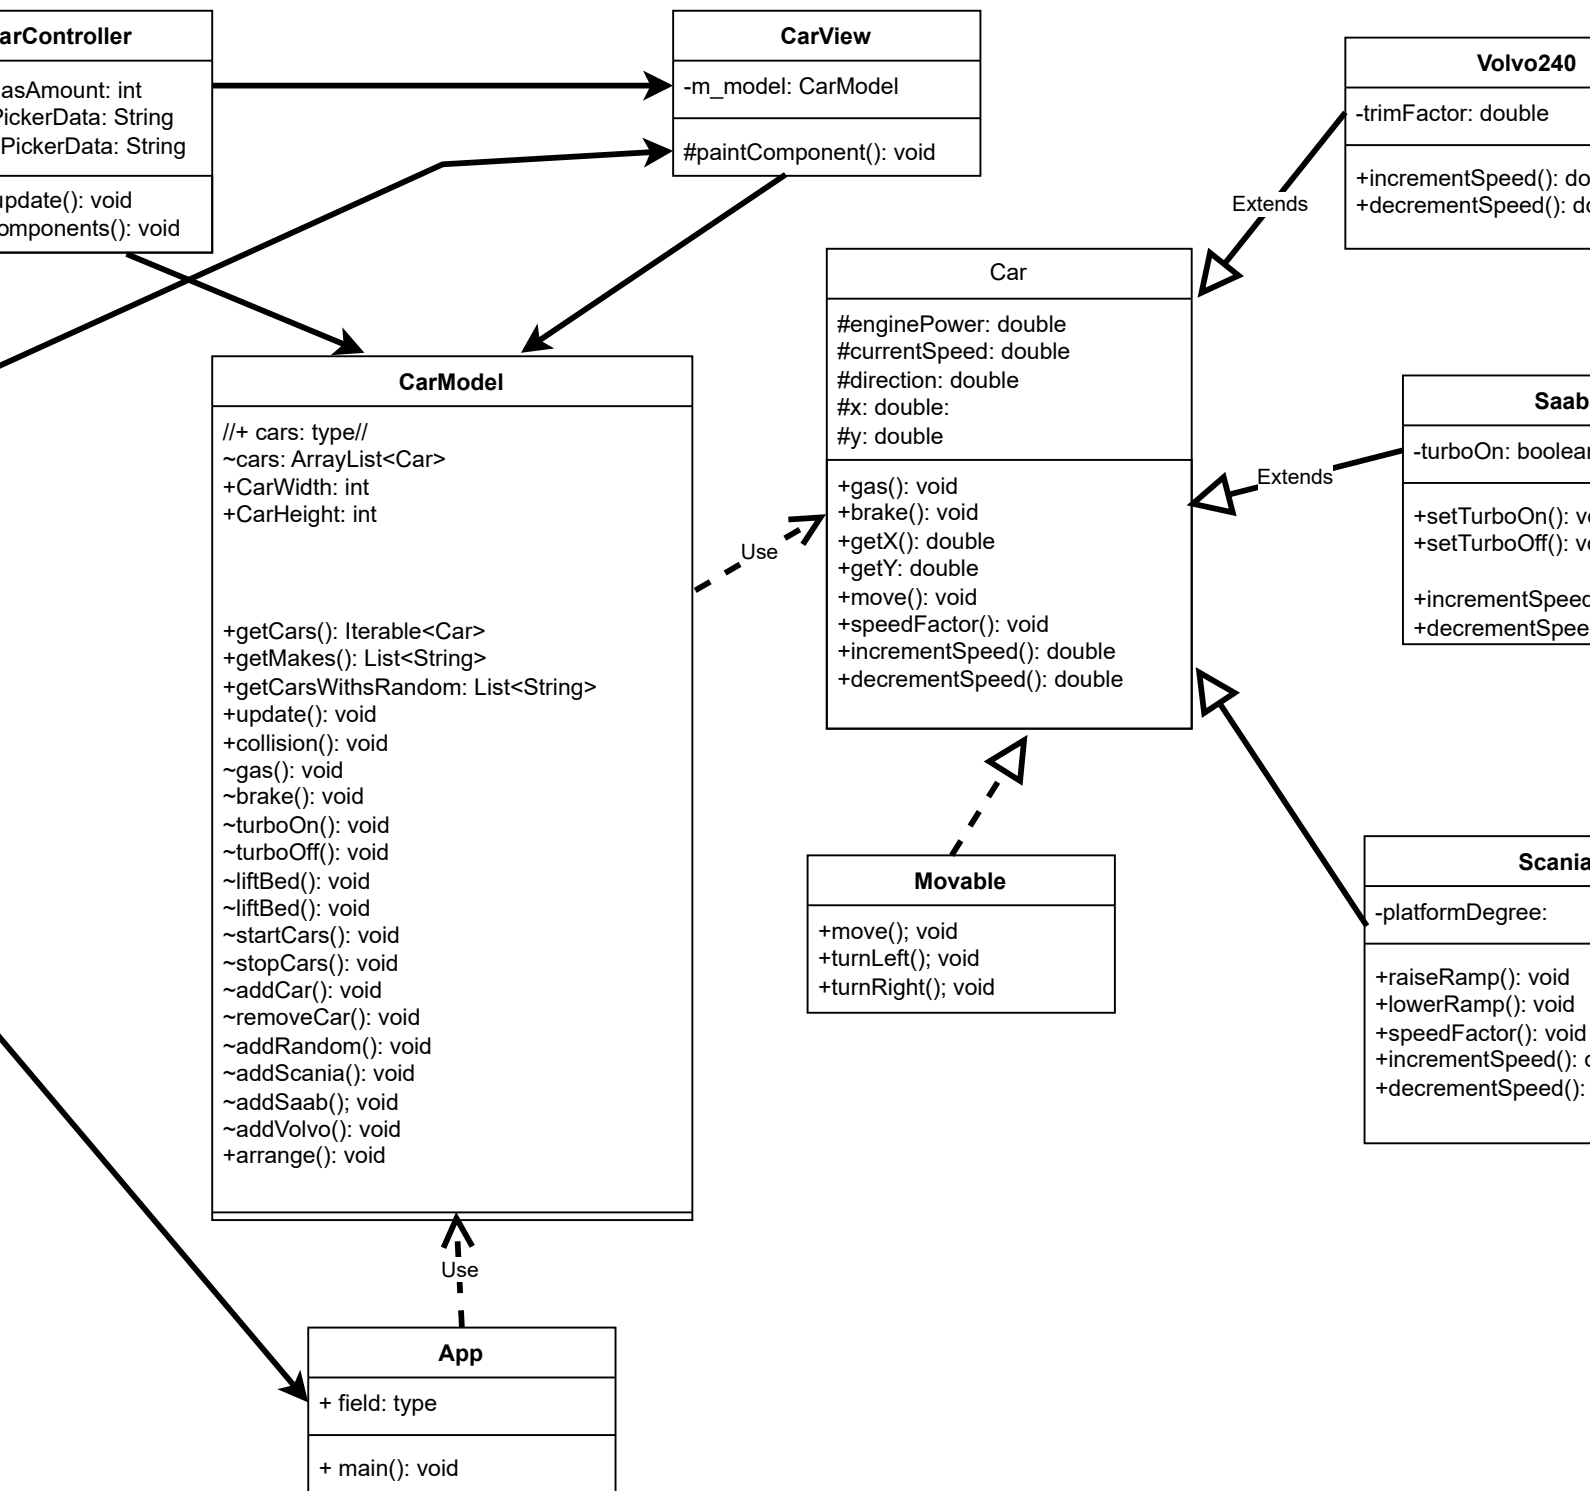 arController
asAmount: int
PickerData: String
PickerData: String
update(): void
omponents(): void
CarView
-m_model: CarModel
#paintComponent(): void
Volvo240
-trimFactor: double
+incrementSpeed(): do
+decrementSpeed(): do
Extends
Car
#enginePower: double
#currentSpeed: double
#direction: double
#x: double:
#y: double
+gas(): void
+brake(): void
+getX(): double
+getY: double
+move(): void
+speedFactor(): void
+incrementSpeed(): double
+decrementSpeed(): double
CarModel
//+ cars: type//
~cars: ArrayList<Car>
+CarWidth: int
+CarHeight: int
+getCars(): Iterable<Car>
+getMakes(): List<String>
+getCarsWithsRandom: List<String>
+update(): void
+collision(): void
~gas(): void
~brake(): void
~turboOn(): void
~turboOff(): void
~liftBed(): void
~liftBed(): void
~startCars(): void
~stopCars(): void
~addCar(): void
~removeCar(): void
~addRandom(): void
~addScania(): void
~addSaab(); void
~addVolvo(): void
+arrange(): void
Use
Extends
Saab
-turboOn: boolean
+setTurboOn(): vo
+setTurboOff(): vo
+incrementSpeed
+decrementSpee
Movable
+move(); void
+turnLeft(); void
+turnRight(); void
Scania
-platformDegree:
+raiseRamp(): void
+lowerRamp(): void
+speedFactor(): void
+incrementSpeed(): d
+decrementSpeed():
Use
App
+ field: type
+ main(): void